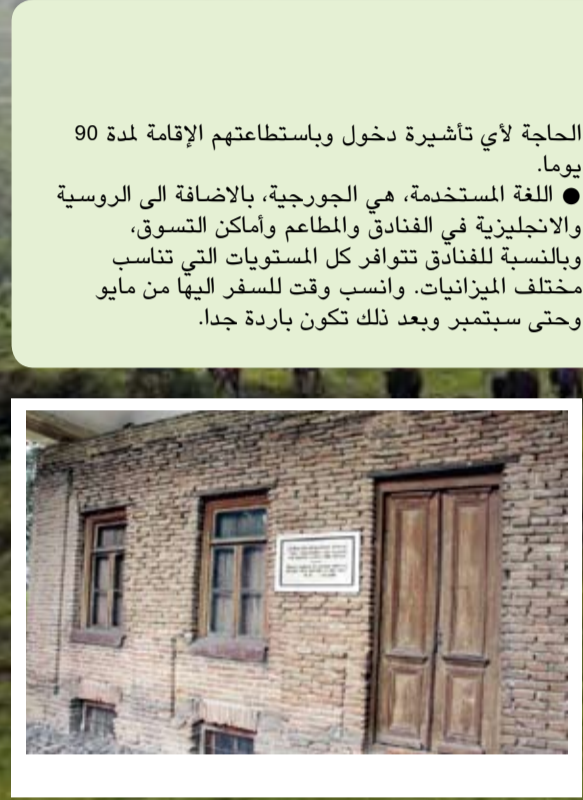 الحاجة لأي تأشيرة دخول وباستطاعتهم الإقامة لمدة 90
يوما.
● اللغة المستخدمة، هي الجورجية، بالاضافة الى الروسية
والانجليزية في الفنادق والمطاعم وأماكن التسوق،
وبالنسبة للفنادق تتوافر كل المستويات التي تناسب
مختلف الميزانيات. وانسب وقت للسفر اليها من مايو
وحتى سبتمبر وبعد ذلك تكون باردة جدا.